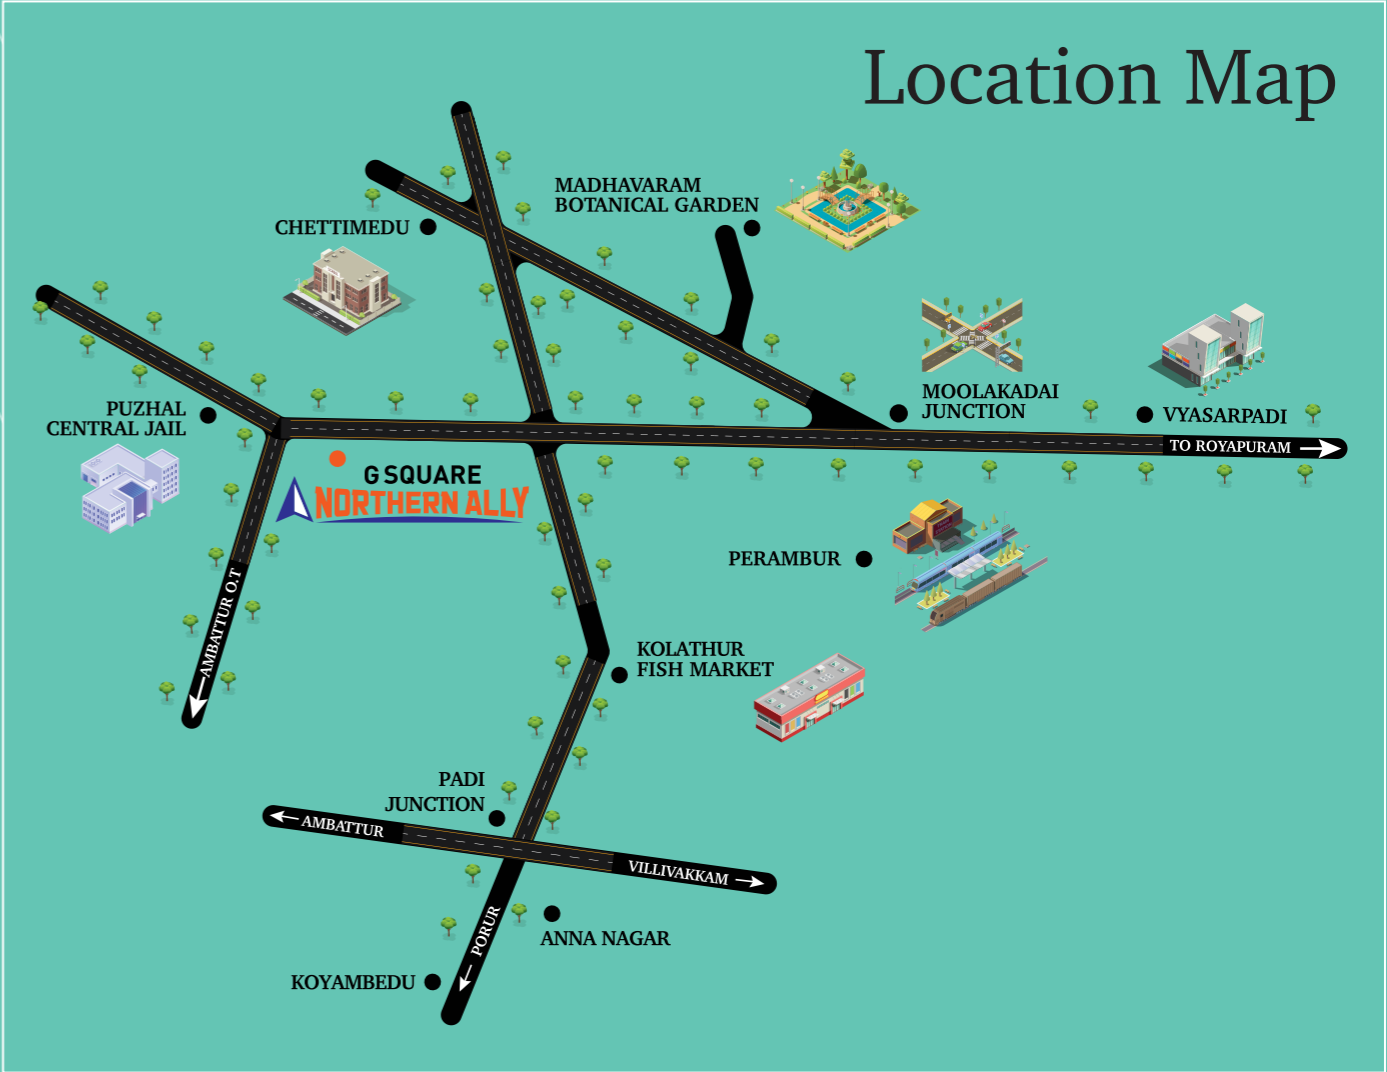 Location Map
MADHAVARAM
BOTANICAL GARDEN
CHETTIMEDU
MOOLAKADAI
JUNCTION
VYASARPADI
PUZHAL
CENTRAL JAIL
TO ROYAPURAM
G SQUARE
NORTHERN ALLY
PERAMBUR
AMBATTUR O.T
KOLATHUR
FISH MARKET
PADI
JUNCTION
AMBATTUR
VILLIVAKKAM
PORUR
ANNA NAGAR
KOYAMBEDU